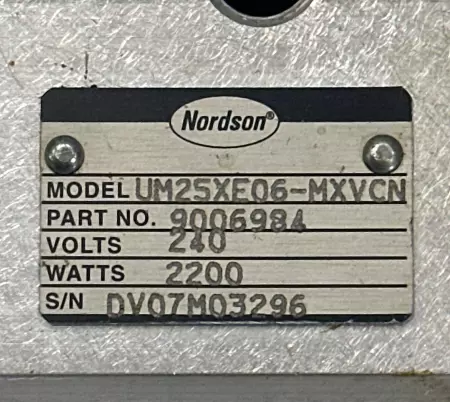 Nordson®
MODEL UM25XE06-MXVCN
PART NO. 9006984
VOLTS 240
WATTS 2200
S/N DV07M03296